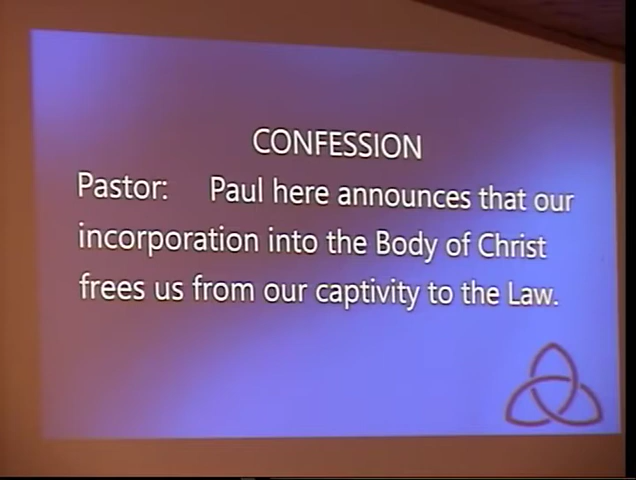 CONFESSION
Pastor: Paul here announces that our
incorporation into the Body of Christ
frees us from our captivity to the Law.